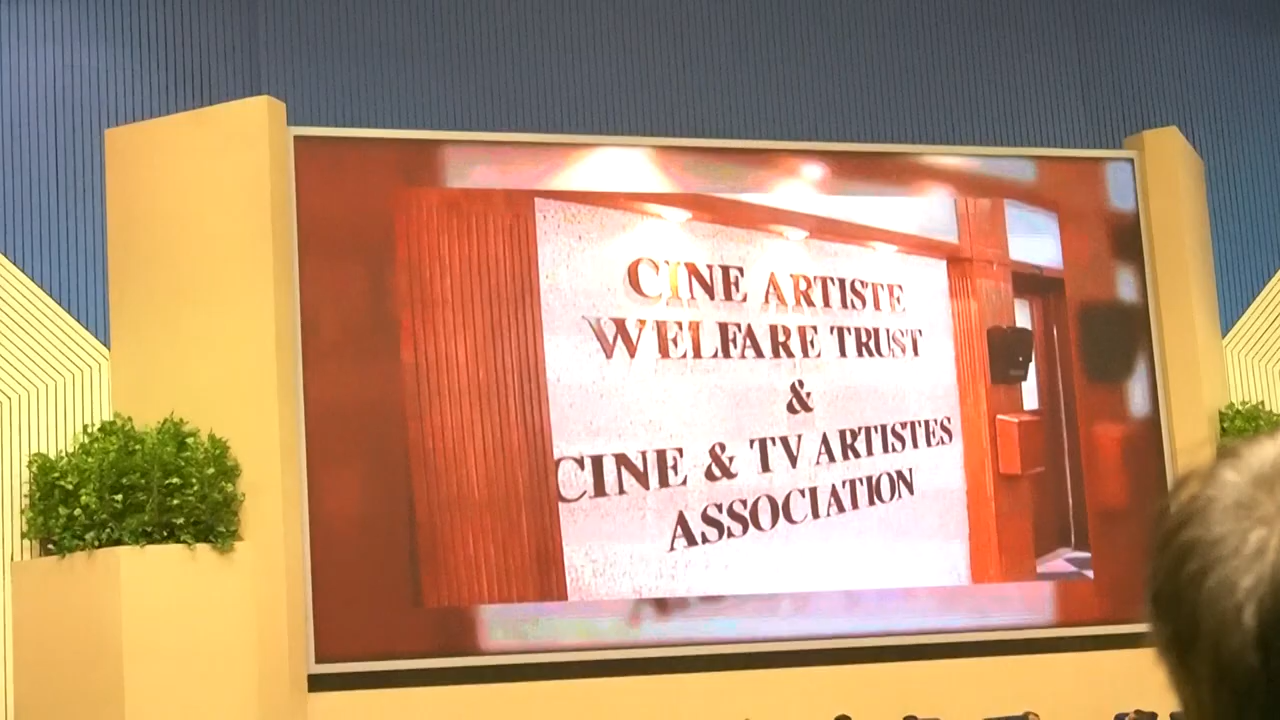 CINE ARTISTE
WELFARE TRUST
&
CINE & TV ARTISTES
ASSOCIATION